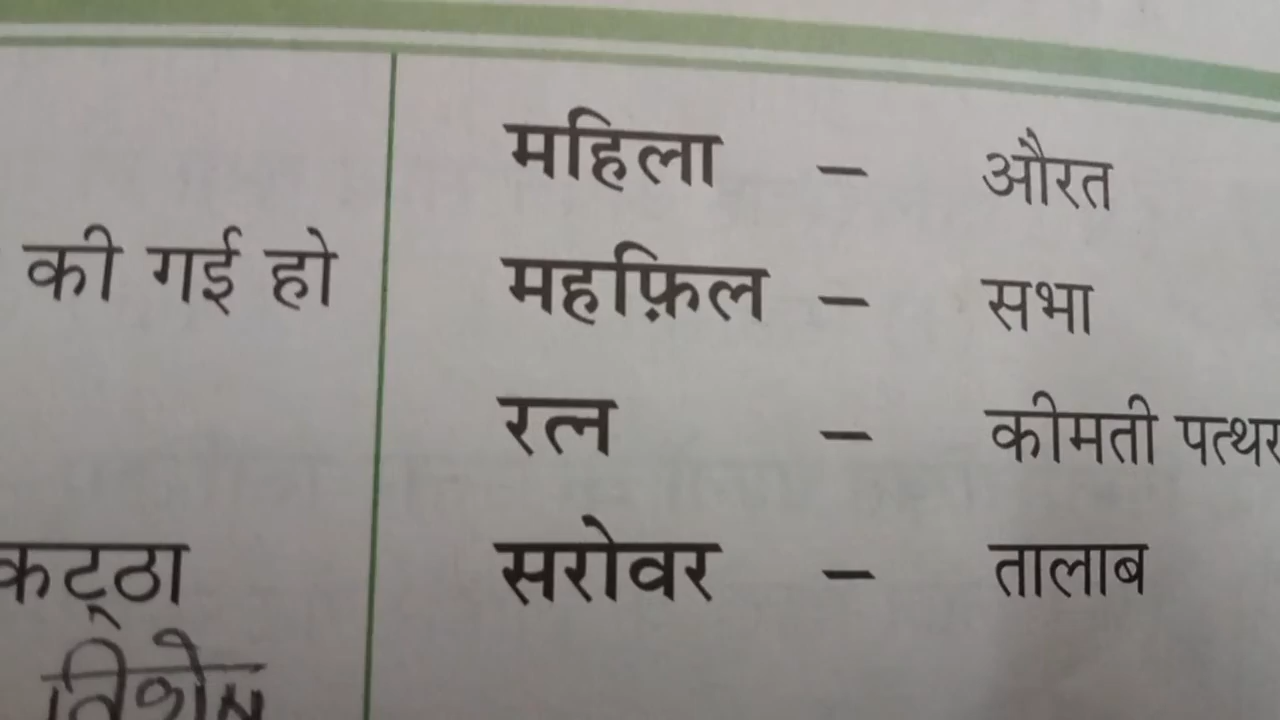 की गई हो
कट्ठा
विशेष
महिला – औरत
महफ़िल – सभा
रत्न – कीमती पत्थर
सरोवर – तालाब